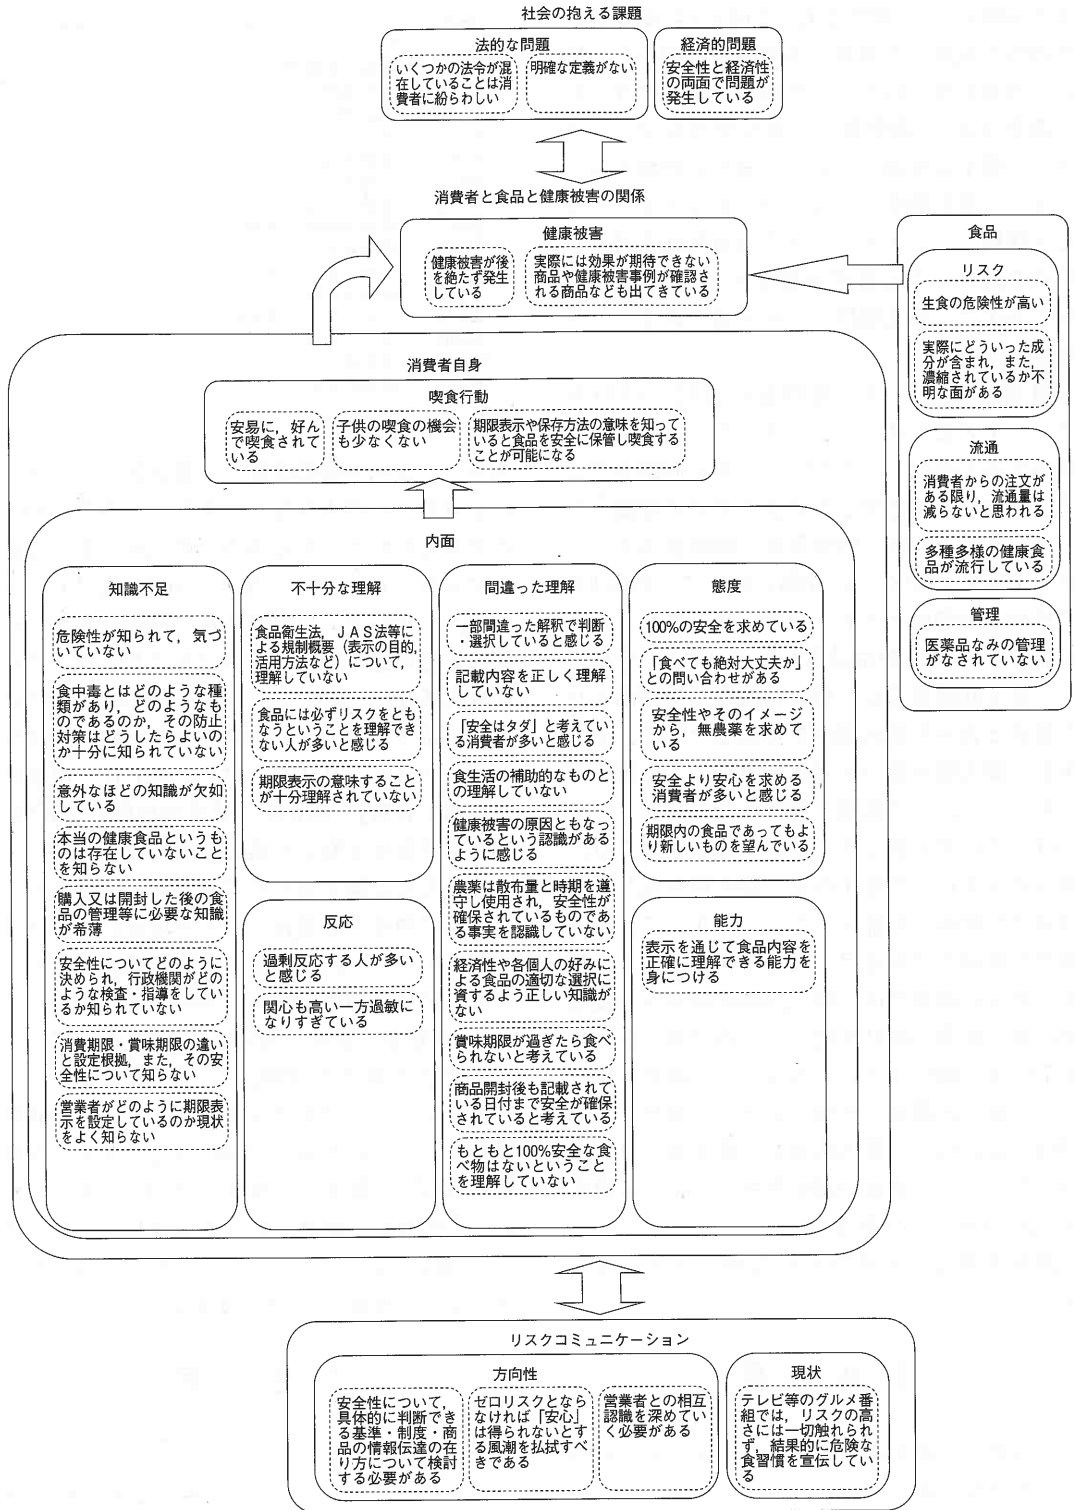 社会の抱える課題
法的な問題
いくつかの法令が混
在していることは消
費者に紛らわしい
明確な定義がない
経済的問題
安全性と経済性
の両面で問題が
発生している
消費者と食品と健康被害の関係
健康被害
健康被害が後
を絶たず発生
している
実際には効果が期待できない
商品や健康被害事例が確認さ
れる商品なども出てきている
食品
リスク
生食の危険性が高い
実際にどういった成
分が含まれ，また，
濃縮されているか不
明な面がある
流通
消費者からの注文が
ある限り，流通量は
減らないと思われる
多種多様の健康食
品が流行している
管理
医薬品なみの管理
がなされていない
消費者自身
喫食行動
安易に，好ん
で喫食されて
いる
子供の喫食の機会
も少なくない
期限表示や保存方法の意味を知って
いると食品を安全に保管し喫食する
ことが可能になる
内面
知識不足
危険性が知られて，気づ
いていない
食中毒とはどのような種
類があり，どのようなも
のであるのか，その防止
対策はどうしたらよいの
か十分に知られていない
意外なほどの知識が欠如
している
本当の健康食品というも
のは存在していないこと
を知らない
購入又は開封した後の食
品の管理等に必要な知識
が希薄
安全性についてどのように
決められ，行政機関がどの
ような検査・指導をしてい
るか知られていない
消費期限・賞味期限の違い
と設定根拠，また，その安
全性について知らない
営業者がどのように期限表
示を設定しているのか現状
をよく知らない
不十分な理解
食品衛生法，ＪＡＳ法等に
よる規制概要（表示の目的，
活用方法など）について，
理解していない
食品には必ずリスクをとも
なうということを理解でき
ない人が多いと感じる
期限表示の意味すること
が十分理解されていない
反応
過剰反応する人が多い
と感じる
関心も高い一方過敏に
なりすぎている
間違った理解
一部間違った解釈で判断
・選択していると感じる
記載内容を正しく理解
していない
「安全はタダ」と考えてい
る消費者が多いと感じる
食生活の補助的なものと
の理解していない
健康被害の原因ともなっ
ているという認識がある
ように感じる
農薬は散布量と時期を遵
守し使用され，安全性が
確保されているものであ
る事実を認識していない
経済性や各個人の好みに
よる食品の適切な選択に
資するよう正しい知識が
ない
賞味期限が過ぎたら食べ
られないと考えている
商品開封後も記載されて
いる日付まで安全が確保
されていると考えている
もともと100%安全な食
べ物はないということ
を理解していない
態度
100%の安全を求めている
「食べても絶対大丈夫か」
との問い合わせがある
安全性やそのイメージ
から，無農薬を求めて
いる
安全より安心を求める
消費者が多いと感じる
期限内の食品であってもよ
り新しいものを望んでいる
能力
表示を通じて食品内容を
正確に理解できる能力を
身につける
リスクコミュニケーション
方向性
安全性について，
具体的に判断でき
る基準・制度・商
品の情報伝達の在
り方について検討
する必要がある
ゼロリスクとなら
なければ「安心」
は得られないとす
る風潮を払拭すべ
きである
営業者との相互
認識を深めてい
く必要がある
現状
テレビ等のグルメ番
組では，リスクの高
さには一切触れられ
ず，結果的に危険な
食習慣を宣伝してい
る